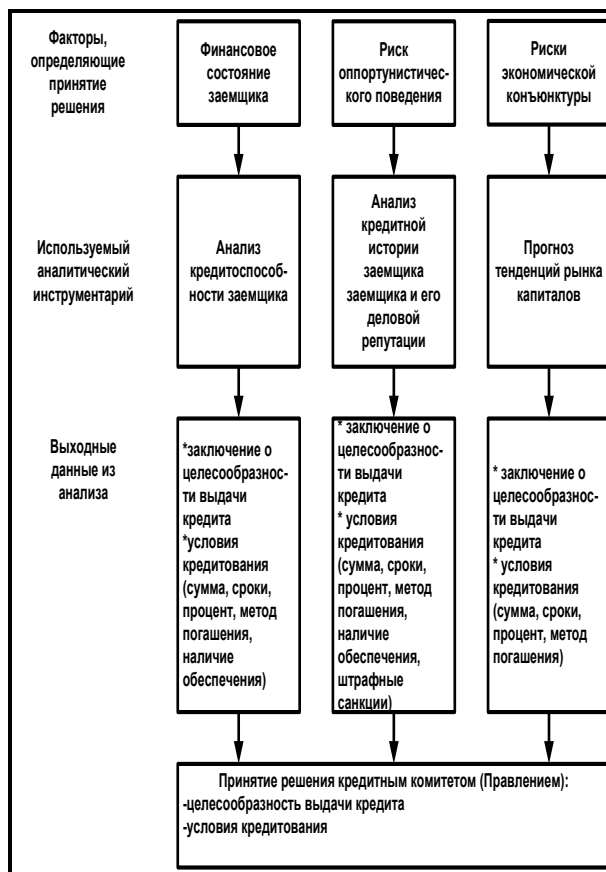 Факторы,
определяющие
принятие
решения
Финансовое
состояние
заемщика
Риск
оппортунистичес-
кого поведения
Риски
экономической
конъюнктуры
Используемый
аналитический
инструментарий
Анализ
кредитоспособ-
ности заемщика
Анализ
кредитной
истории
заемщика
заемщика и его
деловой
репутации
Прогноз
тенденций рынка
капиталов
Выходные
данные из
анализа
*заключение о
целесообразнос-
ти выдачи
кредита
*условия
кредитования
(сумма, сроки,
процент, метод
погашения,
наличие
обеспечения)
* заключение о
целесообразнос-
ти выдачи
кредита
* условия
кредитования
(сумма, сроки,
процент, метод
погашения,
наличие
обеспечения,
штрафные
санкции)
* заключение о
целесообразнос-
ти выдачи
кредита
* условия
кредитования
(сумма, сроки,
процент, метод
погашения)
Принятие решения кредитным комитетом (Правлением):
-целесообразность выдачи кредита
-условия кредитования